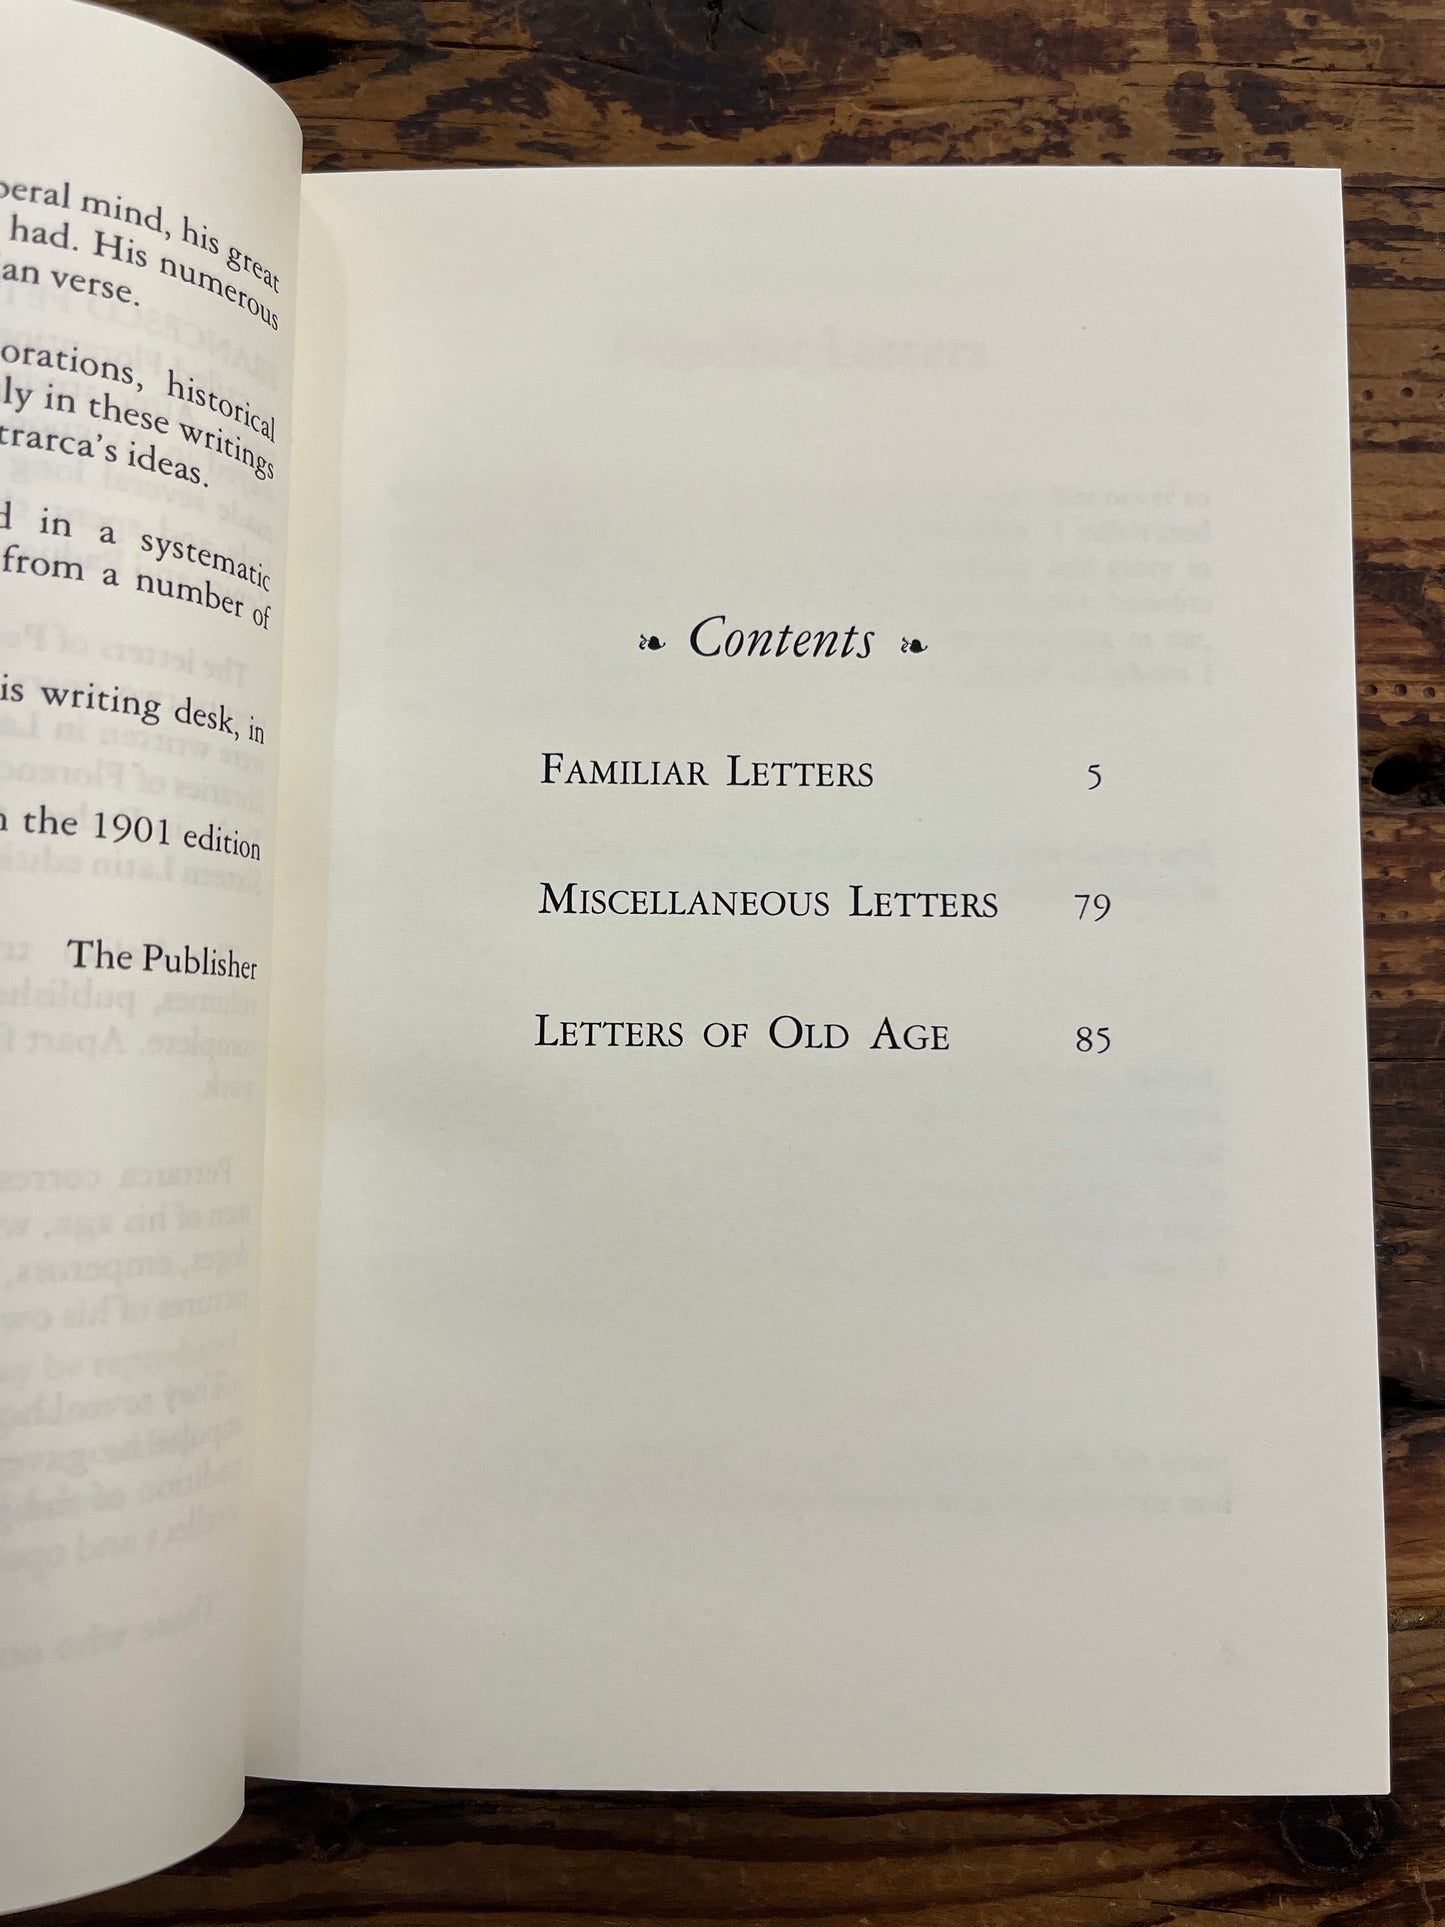 mind, his great
had. His numerous
an verse.
orations, historical
ly in these writings
trarca's ideas.
in a systematic
from a number of
is writing desk, in
the 1901 edition
The Publisher
Contents
FAMILIAR LETTERS 5
MISCELLANEOUS LETTERS 79
LETTERS OF OLD AGE 85